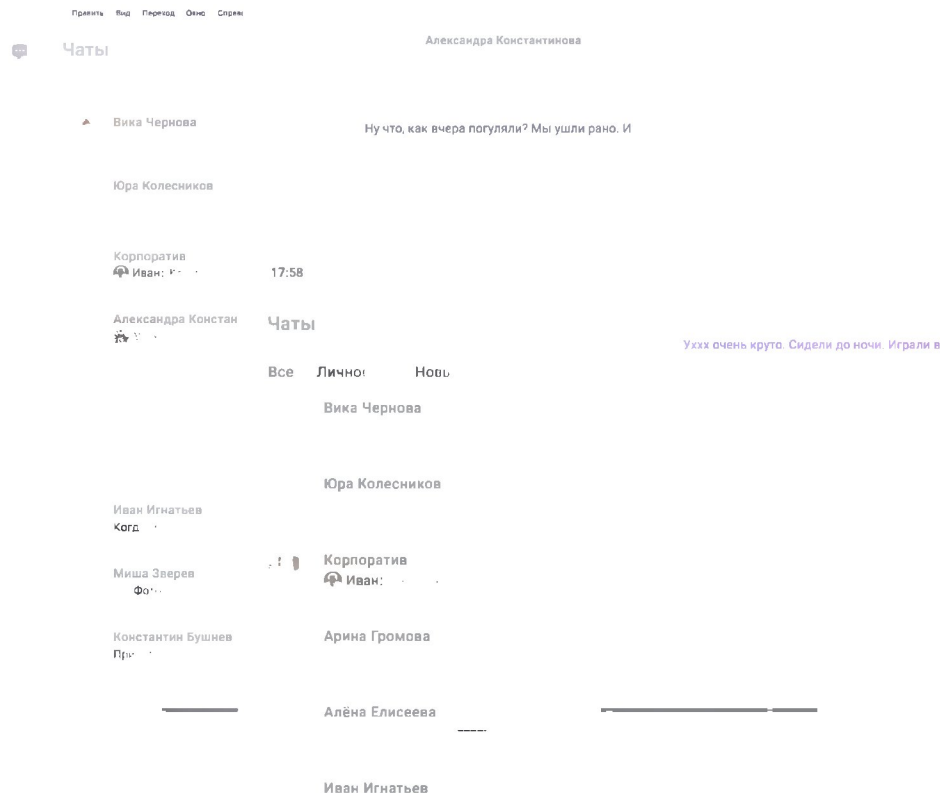 Править Вид Переход Окно
Чаты
Александра Константинова
Вика Чернова
Ну что, как вчера погуляли? Мы ушли рано. И
Юра Колесников
Корпоратив
Иван:
Александра Констан
Иван Игнатьев
Миша Зверев
Константин Бушнев
17:58
Чаты
Все
Вика Чернова
Юра Колесников
Корпоратив
Иван:
Арина Громова
Алёна Елисеева
Иван Игнатьев
Уххх очень круто. Сидели до ночи. Играли в